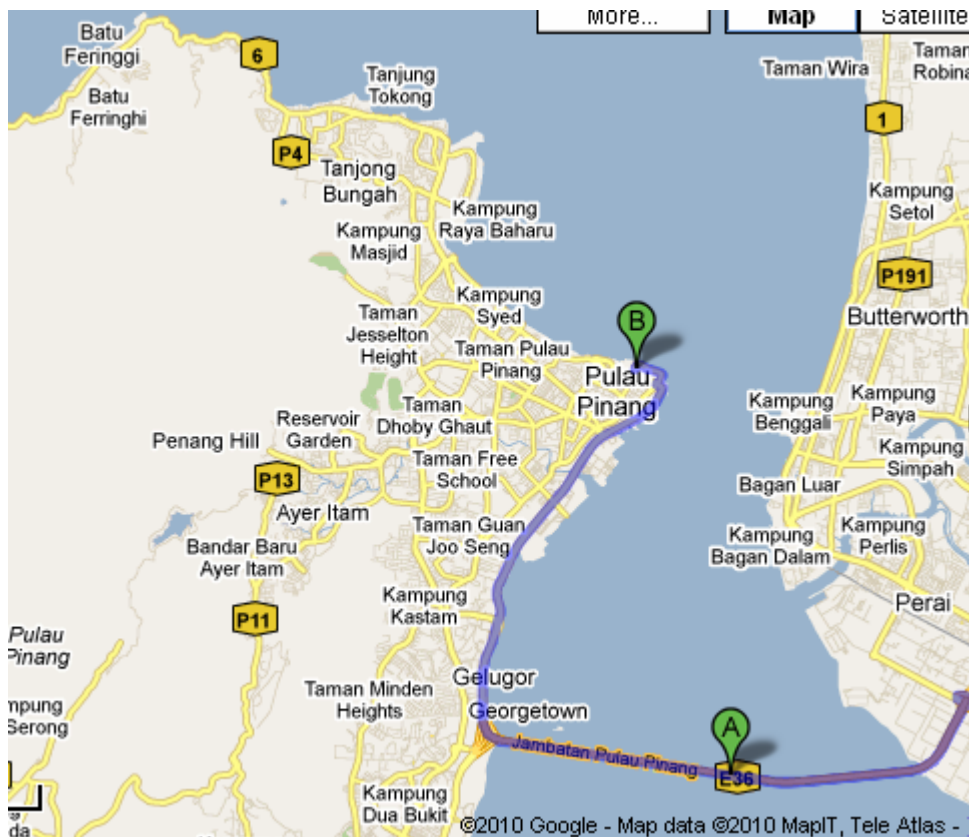 More...
Map
Satellite
Batu
Feringgi
6
Tanjung
Tokong
Taman Wira
Taman
Robina
Batu
Ferringhi
1
P4
Tanjong
Bungah
Kampung
Setol
Kampung
Raya Baharu
Kampung
Masjid
P191
Kampung
Syed
Taman
Jesselton
Height
B
Butterworth
Taman Pulau
Pinang
Pulau
Pinang
Kampung
Benggali
Kampung
Paya
Taman
Dhoby Ghaut
Reservoir
Garden
Penang Hill
Kampung
Simpah
Taman Free
School
P13
Bagan Luar
Ayer Itam
Taman Guan
Joo Seng
Kampung
Bagan Dalam
Kampung
Perlis
Bandar Baru
Ayer Itam
Kampung
Kastam
Perai
P11
Pulau
Pinang
Gelugor
Taman Minden
Heights
Georgetown
mpung
Serong
A
Jambatan Pulau Pinang
E36
Kampung
Dua Bukit
da
©2010 Google - Map data ©2010 MapIT, Tele Atlas -